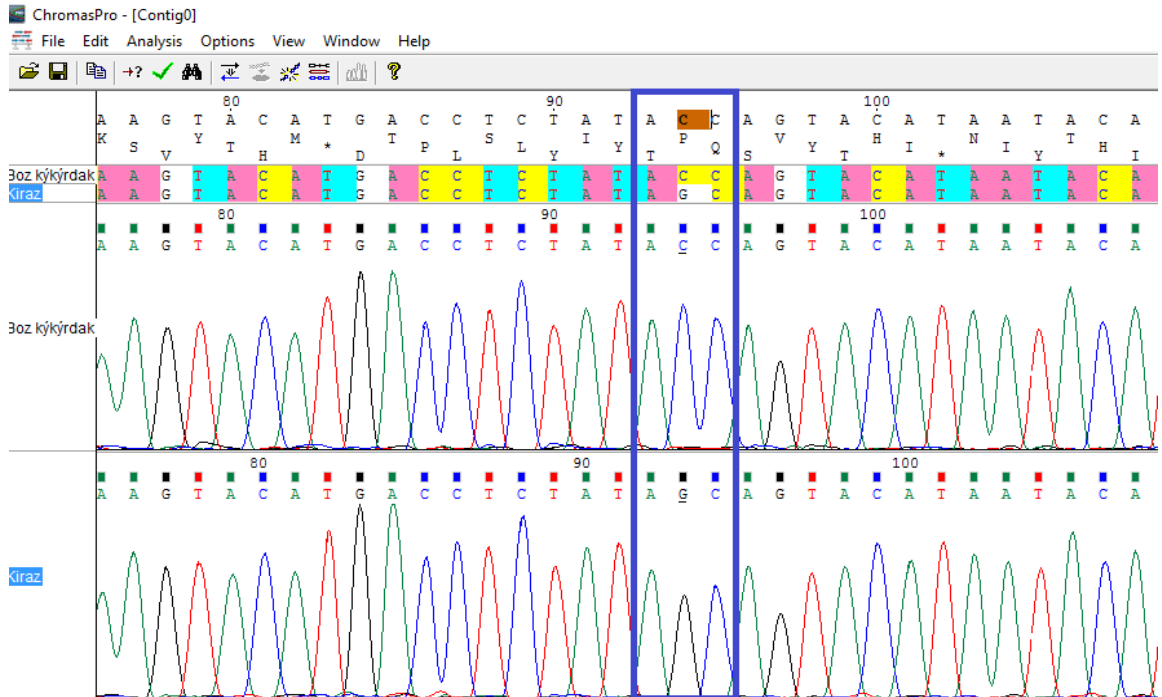 ChromasPro - [Contig0]
File Edit Analysis Options View Window Help
80 90 100
A A G T A C A T G A C C T C T A T A C C A G T A C A T A A T A C A
K Y M T S I P V H N T
S T * P L Y Q Y I I H
V H D L Y T S T * Y I
Boz kýkýrdak A A G T A C A T G A C C T C T A T A C C A G T A C A T A A T A C A
Kiraz A A G T A C A T G A C C T C T A T A G C A G T A C A T A A T A C A
80 90 100
A A G T A C A T G A C C T C T A T A C C A G T A C A T A A T A C A
Boz kýkýrdak
80 90 100
A A G T A C A T G A C C T C T A T A G C A G T A C A T A A T A C A
Kiraz